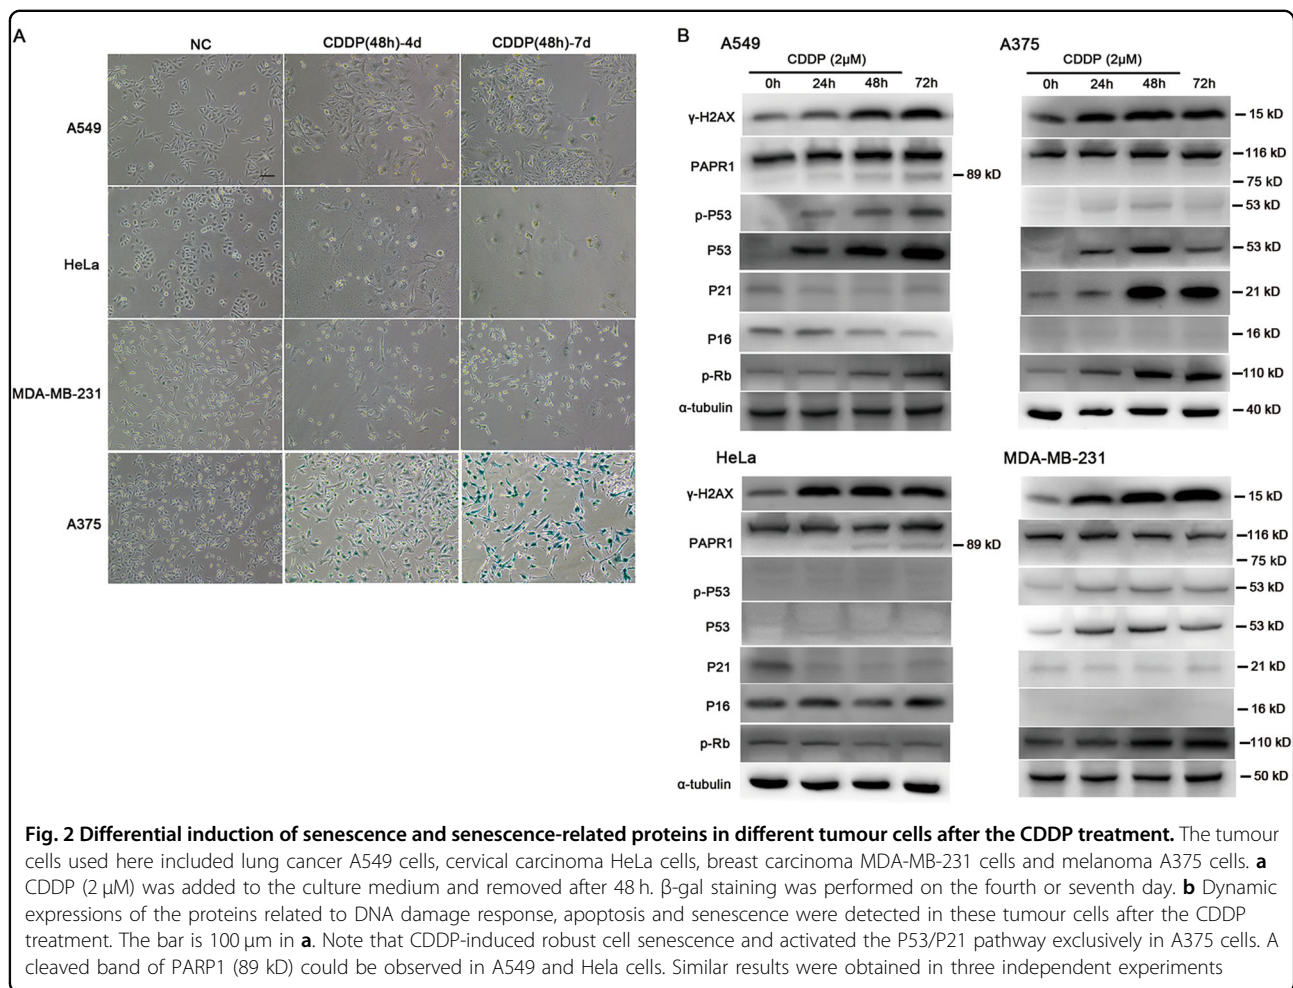 A
NC CDDP(48h)-4d CDDP(48h)-7d
A549
HeLa
MDA-MB-231
A375
B
A549
CDDP (2μM)
0h 24h 48h 72h
γ-H2AX
PAPR1
89 kD
p-P53
P53
P21
P16
p-Rb
α-tubulin
A375
CDDP (2μM)
0h 24h 48h 72h
15 kD
116 kD
75 kD
53 kD
53 kD
21 kD
16 kD
110 kD
40 kD
HeLa
γ-H2AX
PAPR1
89 kD
p-P53
P53
P21
P16
p-Rb
α-tubulin
MDA-MB-231
15 kD
116 kD
75 kD
53 kD
53 kD
21 kD
16 kD
110 kD
50 kD
Fig. 2 Differential induction of senescence and senescence-related proteins in different tumour cells after the CDDP treatment. The tumour
cells used here included lung cancer A549 cells, cervical carcinoma HeLa cells, breast carcinoma MDA-MB-231 cells and melanoma A375 cells. a
CDDP (2 μM) was added to the culture medium and removed after 48 h. β-gal staining was performed on the fourth or seventh day. b Dynamic
expressions of the proteins related to DNA damage response, apoptosis and senescence were detected in these tumour cells after the CDDP
treatment. The bar is 100 μm in a. Note that CDDP-induced robust cell senescence and activated the P53/P21 pathway exclusively in A375 cells. A
cleaved band of PARP1 (89 kD) could be observed in A549 and Hela cells. Similar results were obtained in three independent experiments